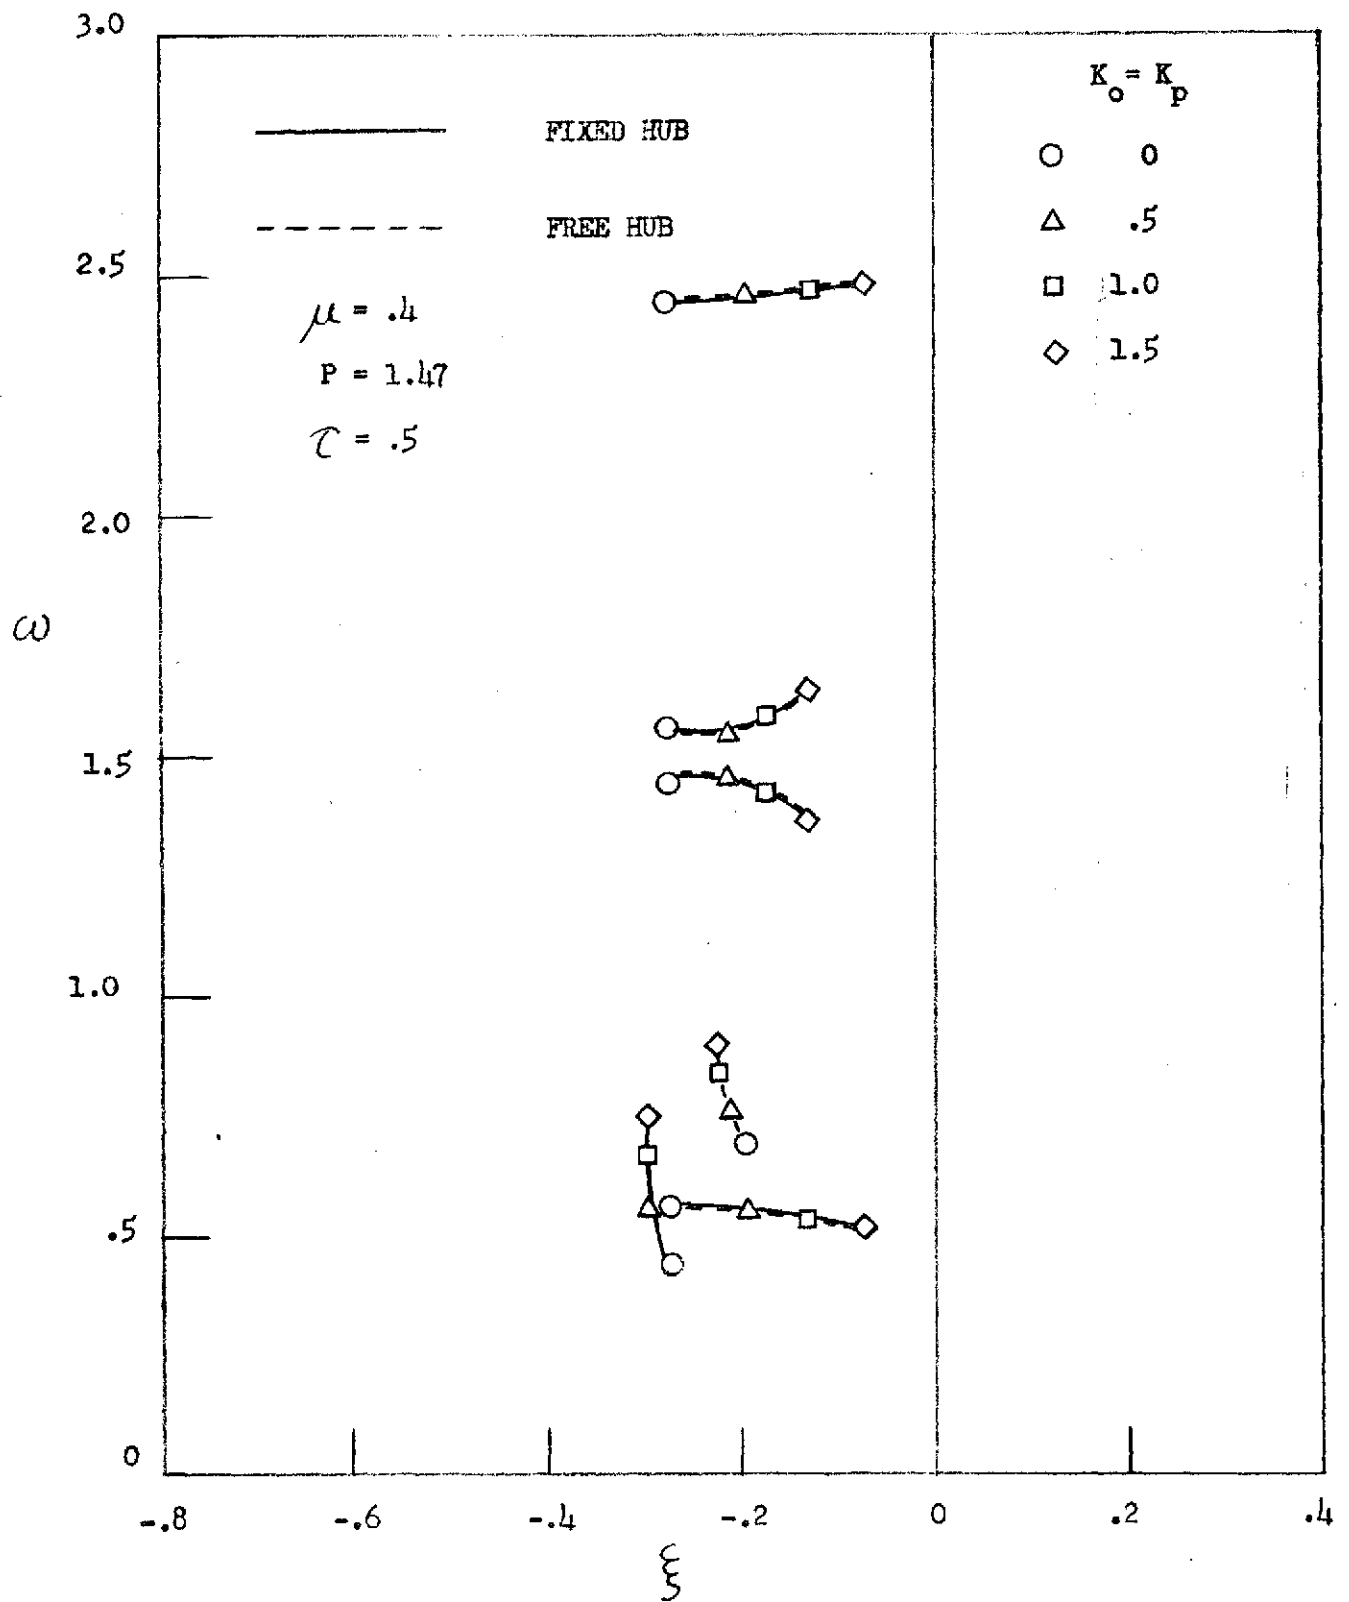 3.0
K₀ = Kₚ
FIXED HUB
0
FREE HUB
.5
2.5
μ = .4
1.0
P = 1.47
1.5
τ = .5
2.0
ω
1.5
1.0
.5
0
-.8 -.6 -.4 -.2 0 .2 .4
ξ